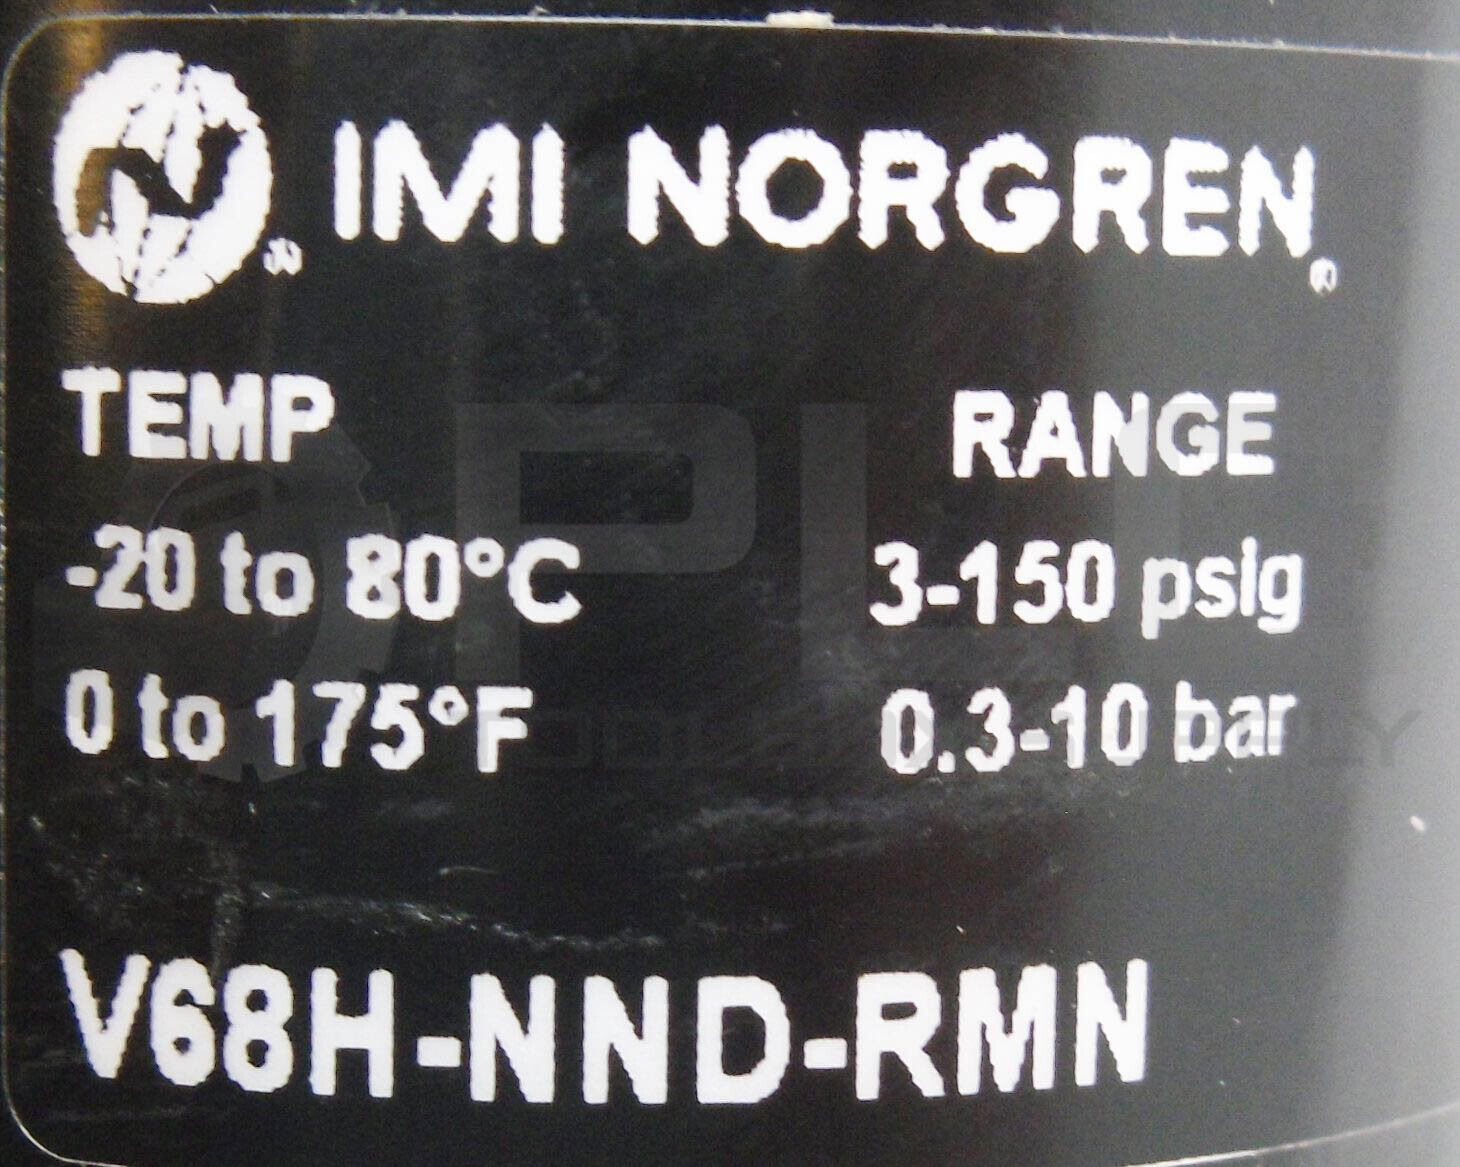 IMI NORGREN®
TEMP RANGE
-20 to 80°C 3-150 psig
0 to 175°F 0.3-10 bar
V68H-NND-RMN